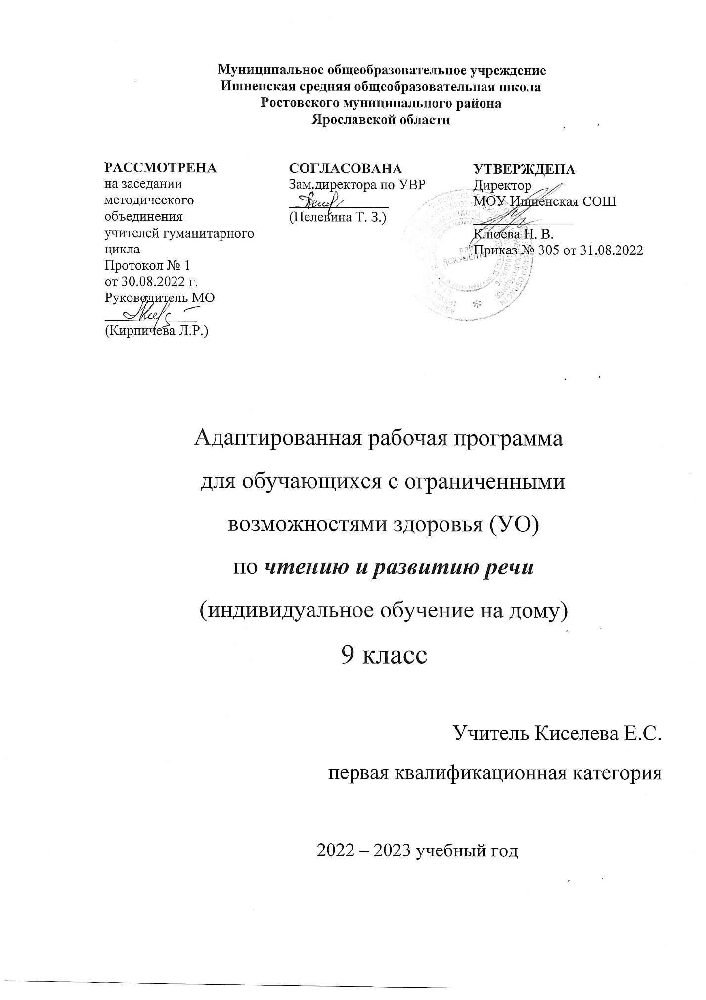 Муниципальное общеобразовательное учреждение
Ишненская средняя общеобразовательная школа
Ростовского муниципального района
Ярославской области
РАССМОТРЕНА
на заседании
методического
объединения
учителей гуманитарного
цикла
Протокол № 1
от 30.08.2022 г.
Руководитель МО
(Кирпичева Л.Р.)
СОГЛАСОВАНА
Зам.директора по УВР
(Пелевина Т. З.)
УТВЕРЖДЕНА
Директор
МОУ Ишненская СОШ
Клюева Н. В.
Приказ № 305 от 31.08.2022
ДЛЯ
ДОКУМЕНТОВ
Адаптированная рабочая программа
для обучающихся с ограниченными
возможностями здоровья (УО)
по чтению и развитию речи
(индивидуальное обучение на дому)
9 класс
Учитель Киселева Е.С.
первая квалификационная категория
2022 – 2023 учебный год